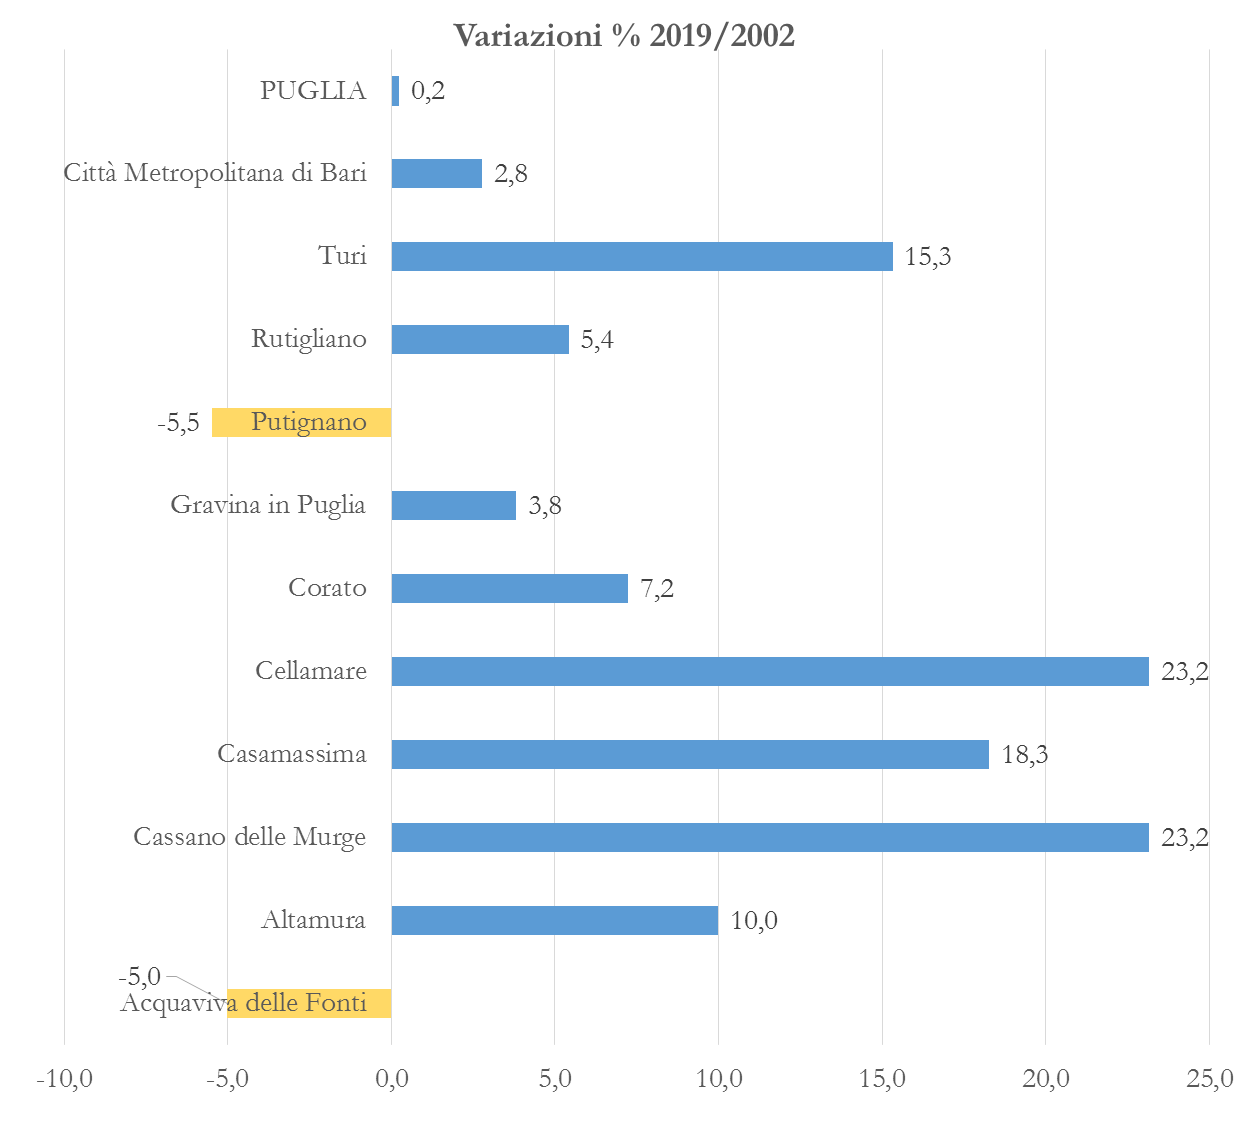 Variazioni % 2019/2002
PUGLIA 0,2
Città Metropolitana di Bari 2,8
Turi 15,3
Rutigliano 5,4
-5,5 Putignano
Gravina in Puglia 3,8
Corato 7,2
Cellamare 23,2
Casamassima 18,3
Cassano delle Murge 23,2
Altamura 10,0
-5,0
Acquaviva delle Fonti
-10,0 -5,0 0,0 5,0 10,0 15,0 20,0 25,0